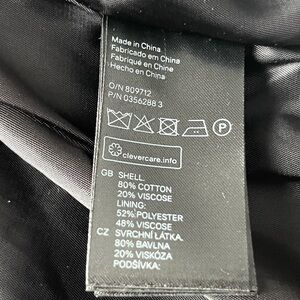 Made in China
Fabricado em China
Fabriqué en Chine
Hecho en China
O/N 809712
P/N 0356288 3
P
clevercare.info
GB SHELL:
80% COTTON
20% VISCOSE
LINING:
52% POLYESTER
48% VISCOSE
CZ SVRCHNÍ LÁTKA:
80% BAVLNA
20% VISKÓZA
PODŠÍVKA: